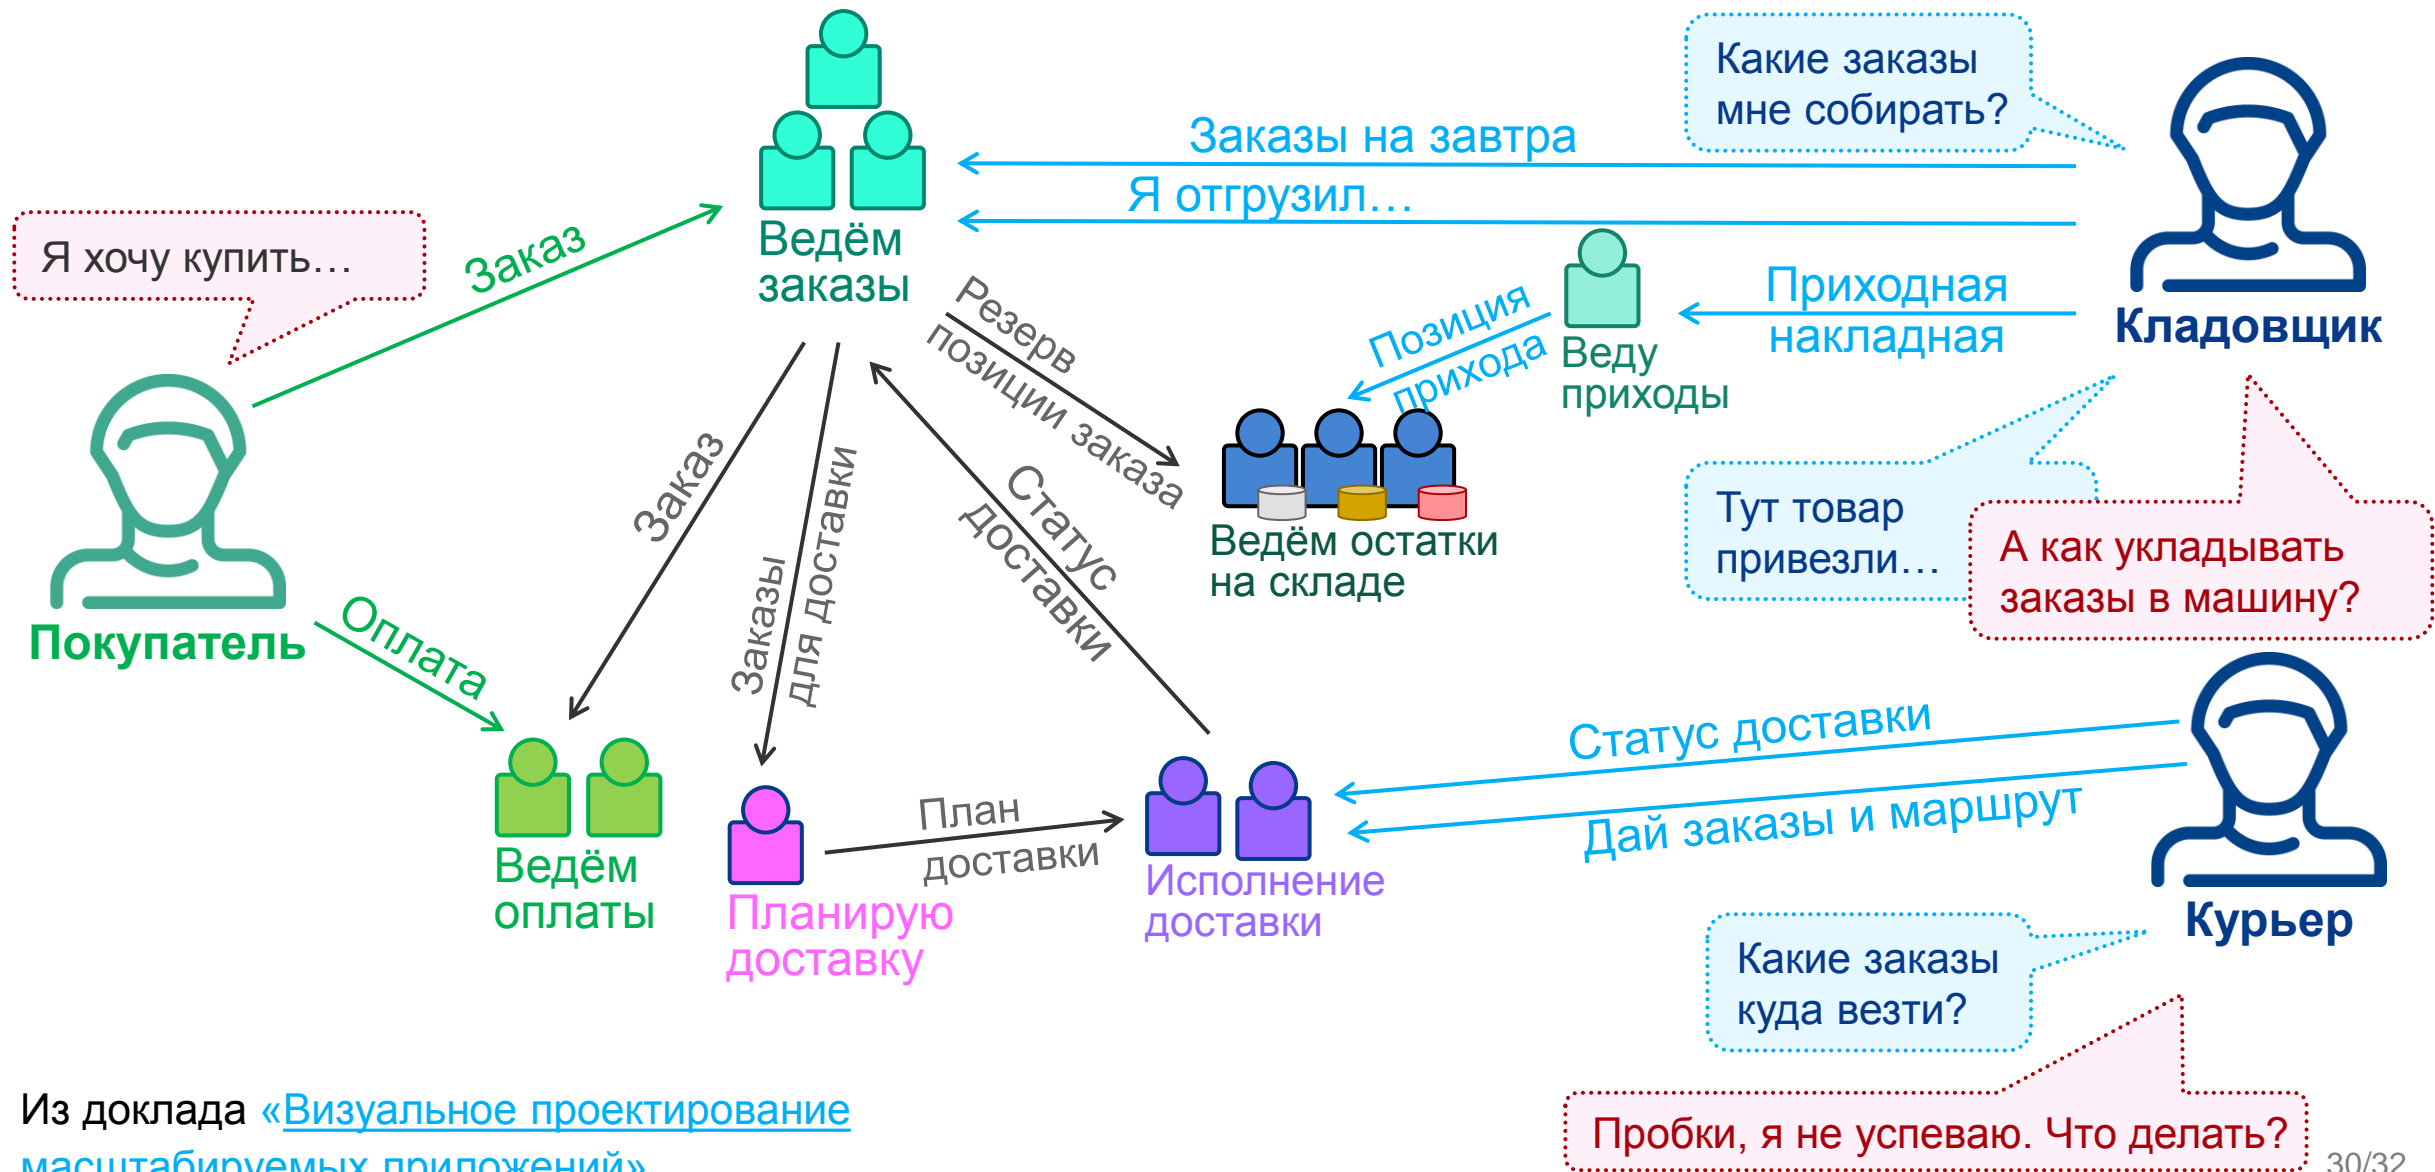 Какие заказы
мне собирать?
Заказы на завтра
Я отгрузил…
Я хочу купить…
Заказ
Ведём
заказы
Приходная
накладная
Кладовщик
Резерв
позиции заказа
Позиция
прихода
Веду
приходы
Заказ
Заказы
для доставки
Статус
доставки
Ведём остатки
на складе
Тут товар
привезли…
А как укладывать
заказы в машину?
Покупатель
Оплата
Статус доставки
Дай заказы и маршрут
План
доставки
Ведём
оплаты
Планирую
доставку
Исполнение
доставки
Курьер
Какие заказы
куда везти?
Из доклада «Визуальное проектирование
масштабируемых приложений»
Пробки, я не успеваю. Что делать?
30/32